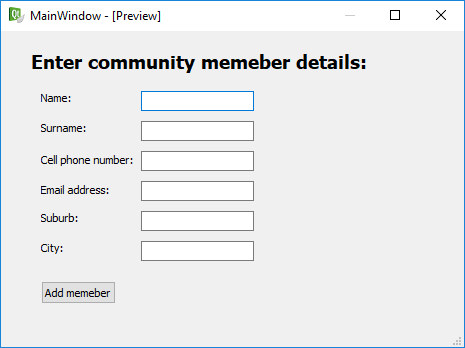 MainWindow - [Preview]
Enter community memeber details:
Name:
Surname:
Cell phone number:
Email address:
Suburb:
City:
Add memeber